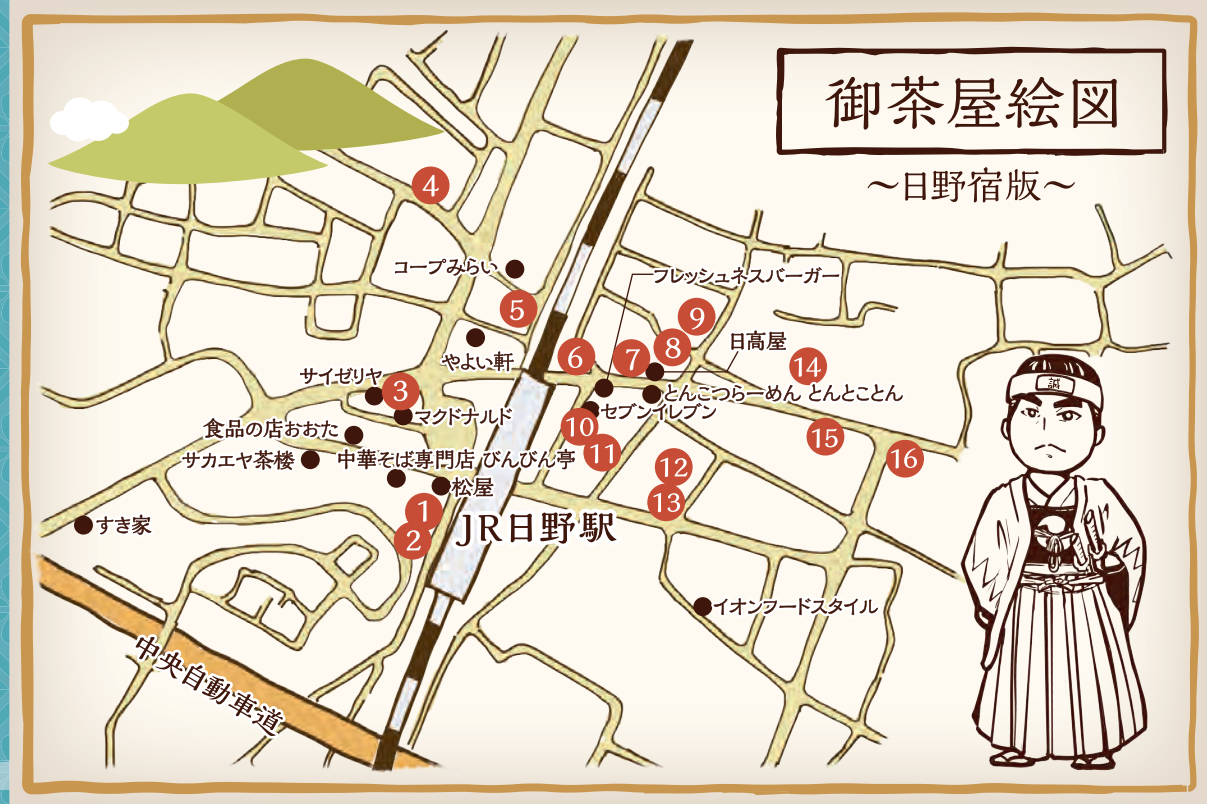 御茶屋絵図
～日野宿版～
4
コープみらい
5
フレッシュネスバーガー
9
8
日高屋
やよい軒
6
7
14
サイゼリヤ
3
とんこつらーめん とんとことん
マクドナルド
セブンイレブン
食品の店おおた
10
15
サカエヤ茶楼
中華そば専門店 びんびん亭
11
16
12
松屋
13
1
すき家
2
JR日野駅
イオンフードスタイル
中央自動車道
誠